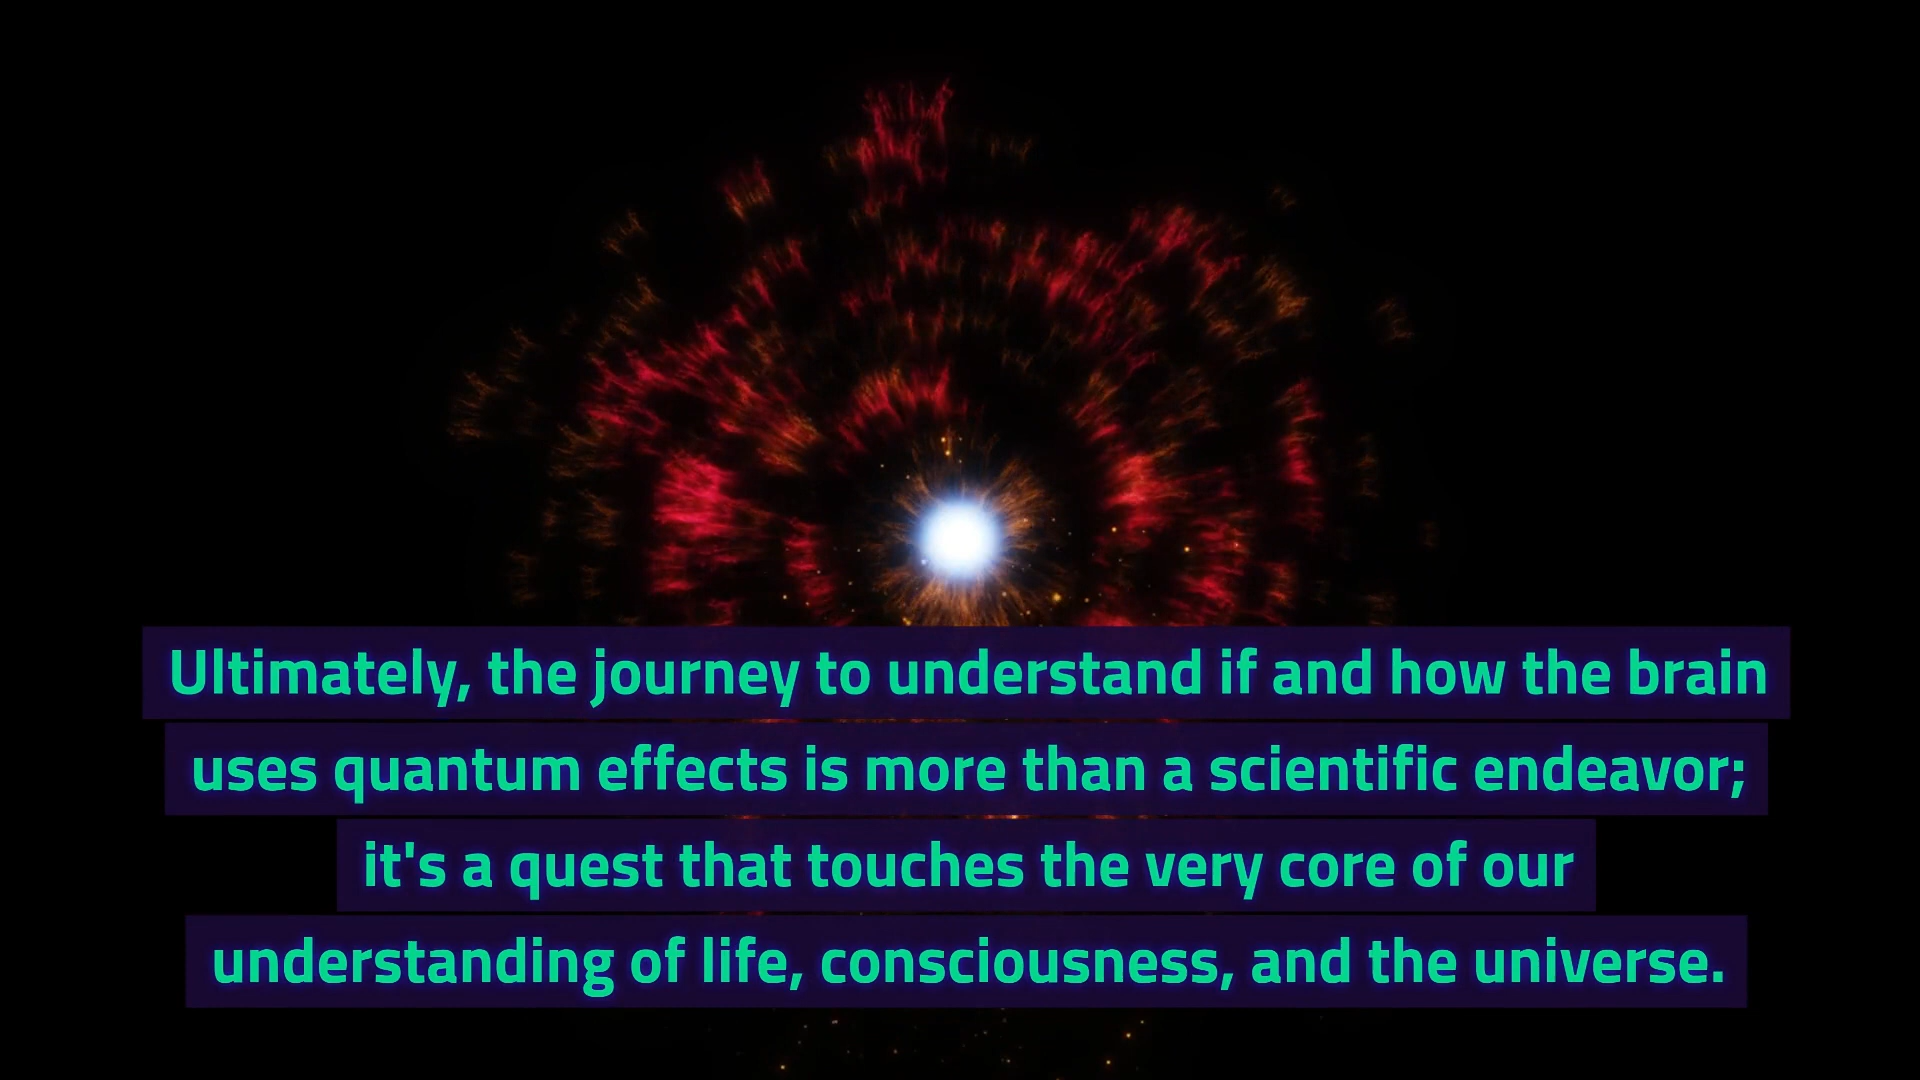 Ultimately, the journey to understand if and how the brain
uses quantum effects is more than a scientific endeavor;
it's a quest that touches the very core of our
understanding of life, consciousness, and the universe.